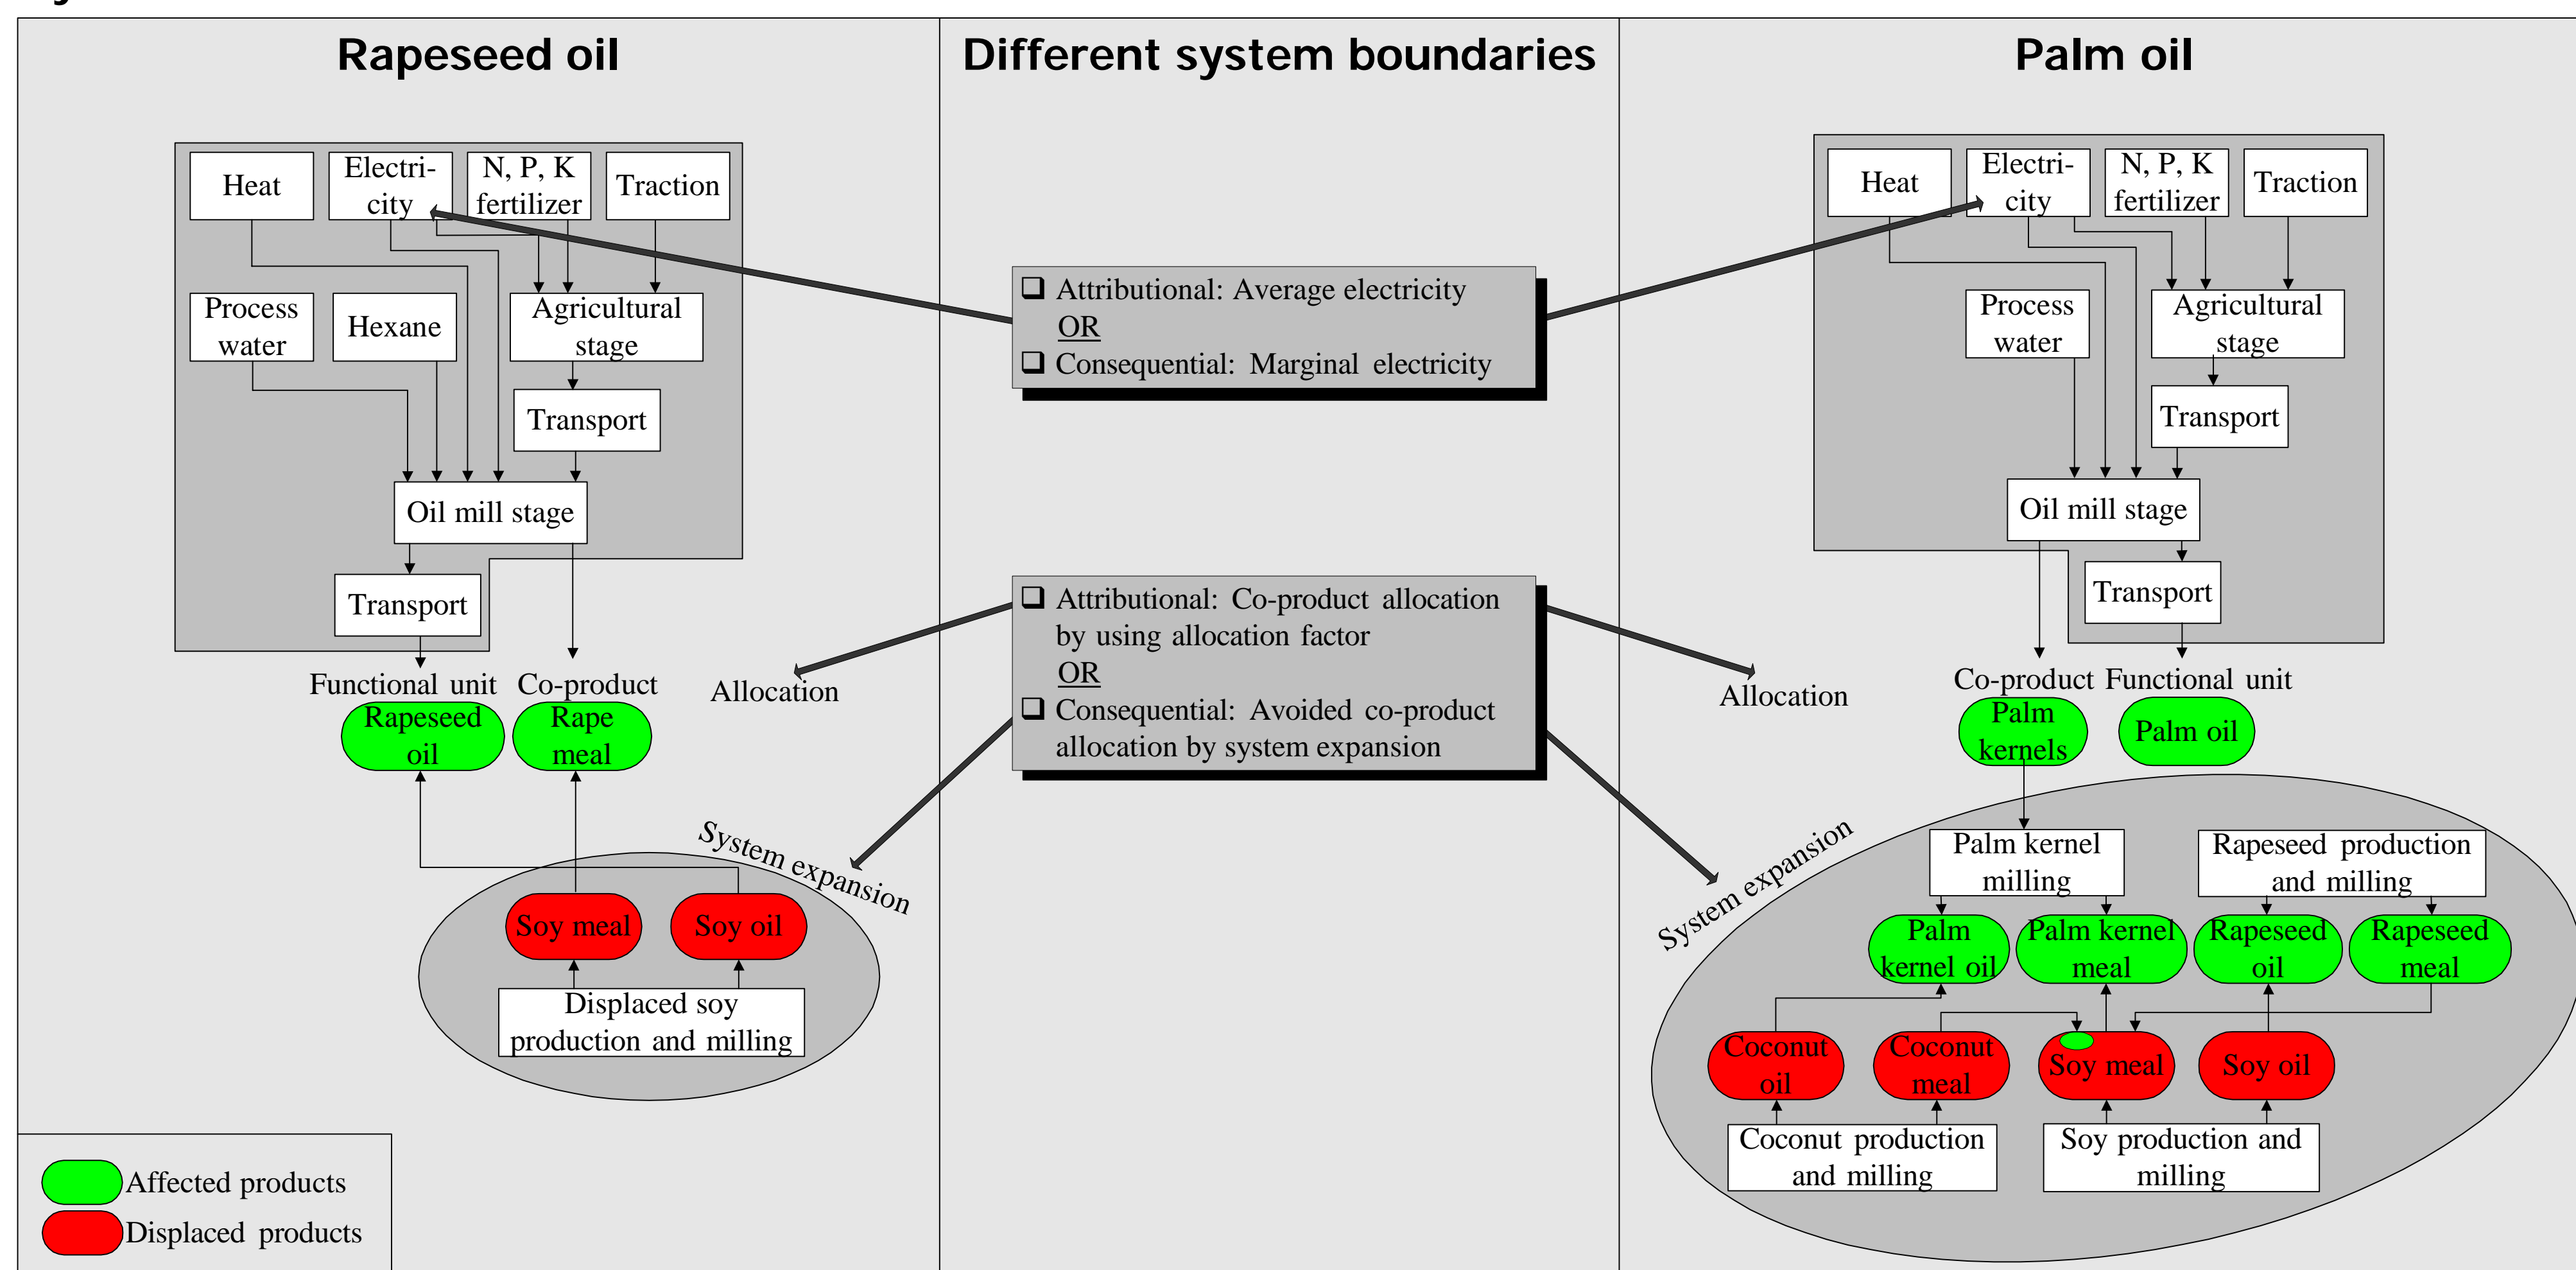 Rapeseed oil
Different system boundaries
Palm oil
Heat
Electri-
city
N, P, K
fertilizer
Traction
Process
water
Hexane
Agricultural
stage
Transport
Oil mill stage
Transport
Functional unit
Co-product
Rapeseed
oil
Rape
meal
Allocation
System expansion
Soy meal
Soy oil
Displaced soy
production and milling
Affected products
Displaced products
❑ Attributional: Average electricity
OR
❑ Consequential: Marginal electricity
❑ Attributional: Co-product allocation
by using allocation factor
OR
❑ Consequential: Avoided co-product
allocation by system expansion
Heat
Electri-
city
N, P, K
fertilizer
Traction
Process
water
Agricultural
stage
Transport
Oil mill stage
Transport
Allocation
Co-product
Functional unit
Palm
kernels
Palm oil
System expansion
Palm kernel
milling
Rapeseed production
and milling
Palm
kernel oil
Palm kernel
meal
Rapeseed
oil
Rapeseed
meal
Coconut
oil
Coconut
meal
Soy meal
Soy oil
Coconut production
and milling
Soy production and
milling